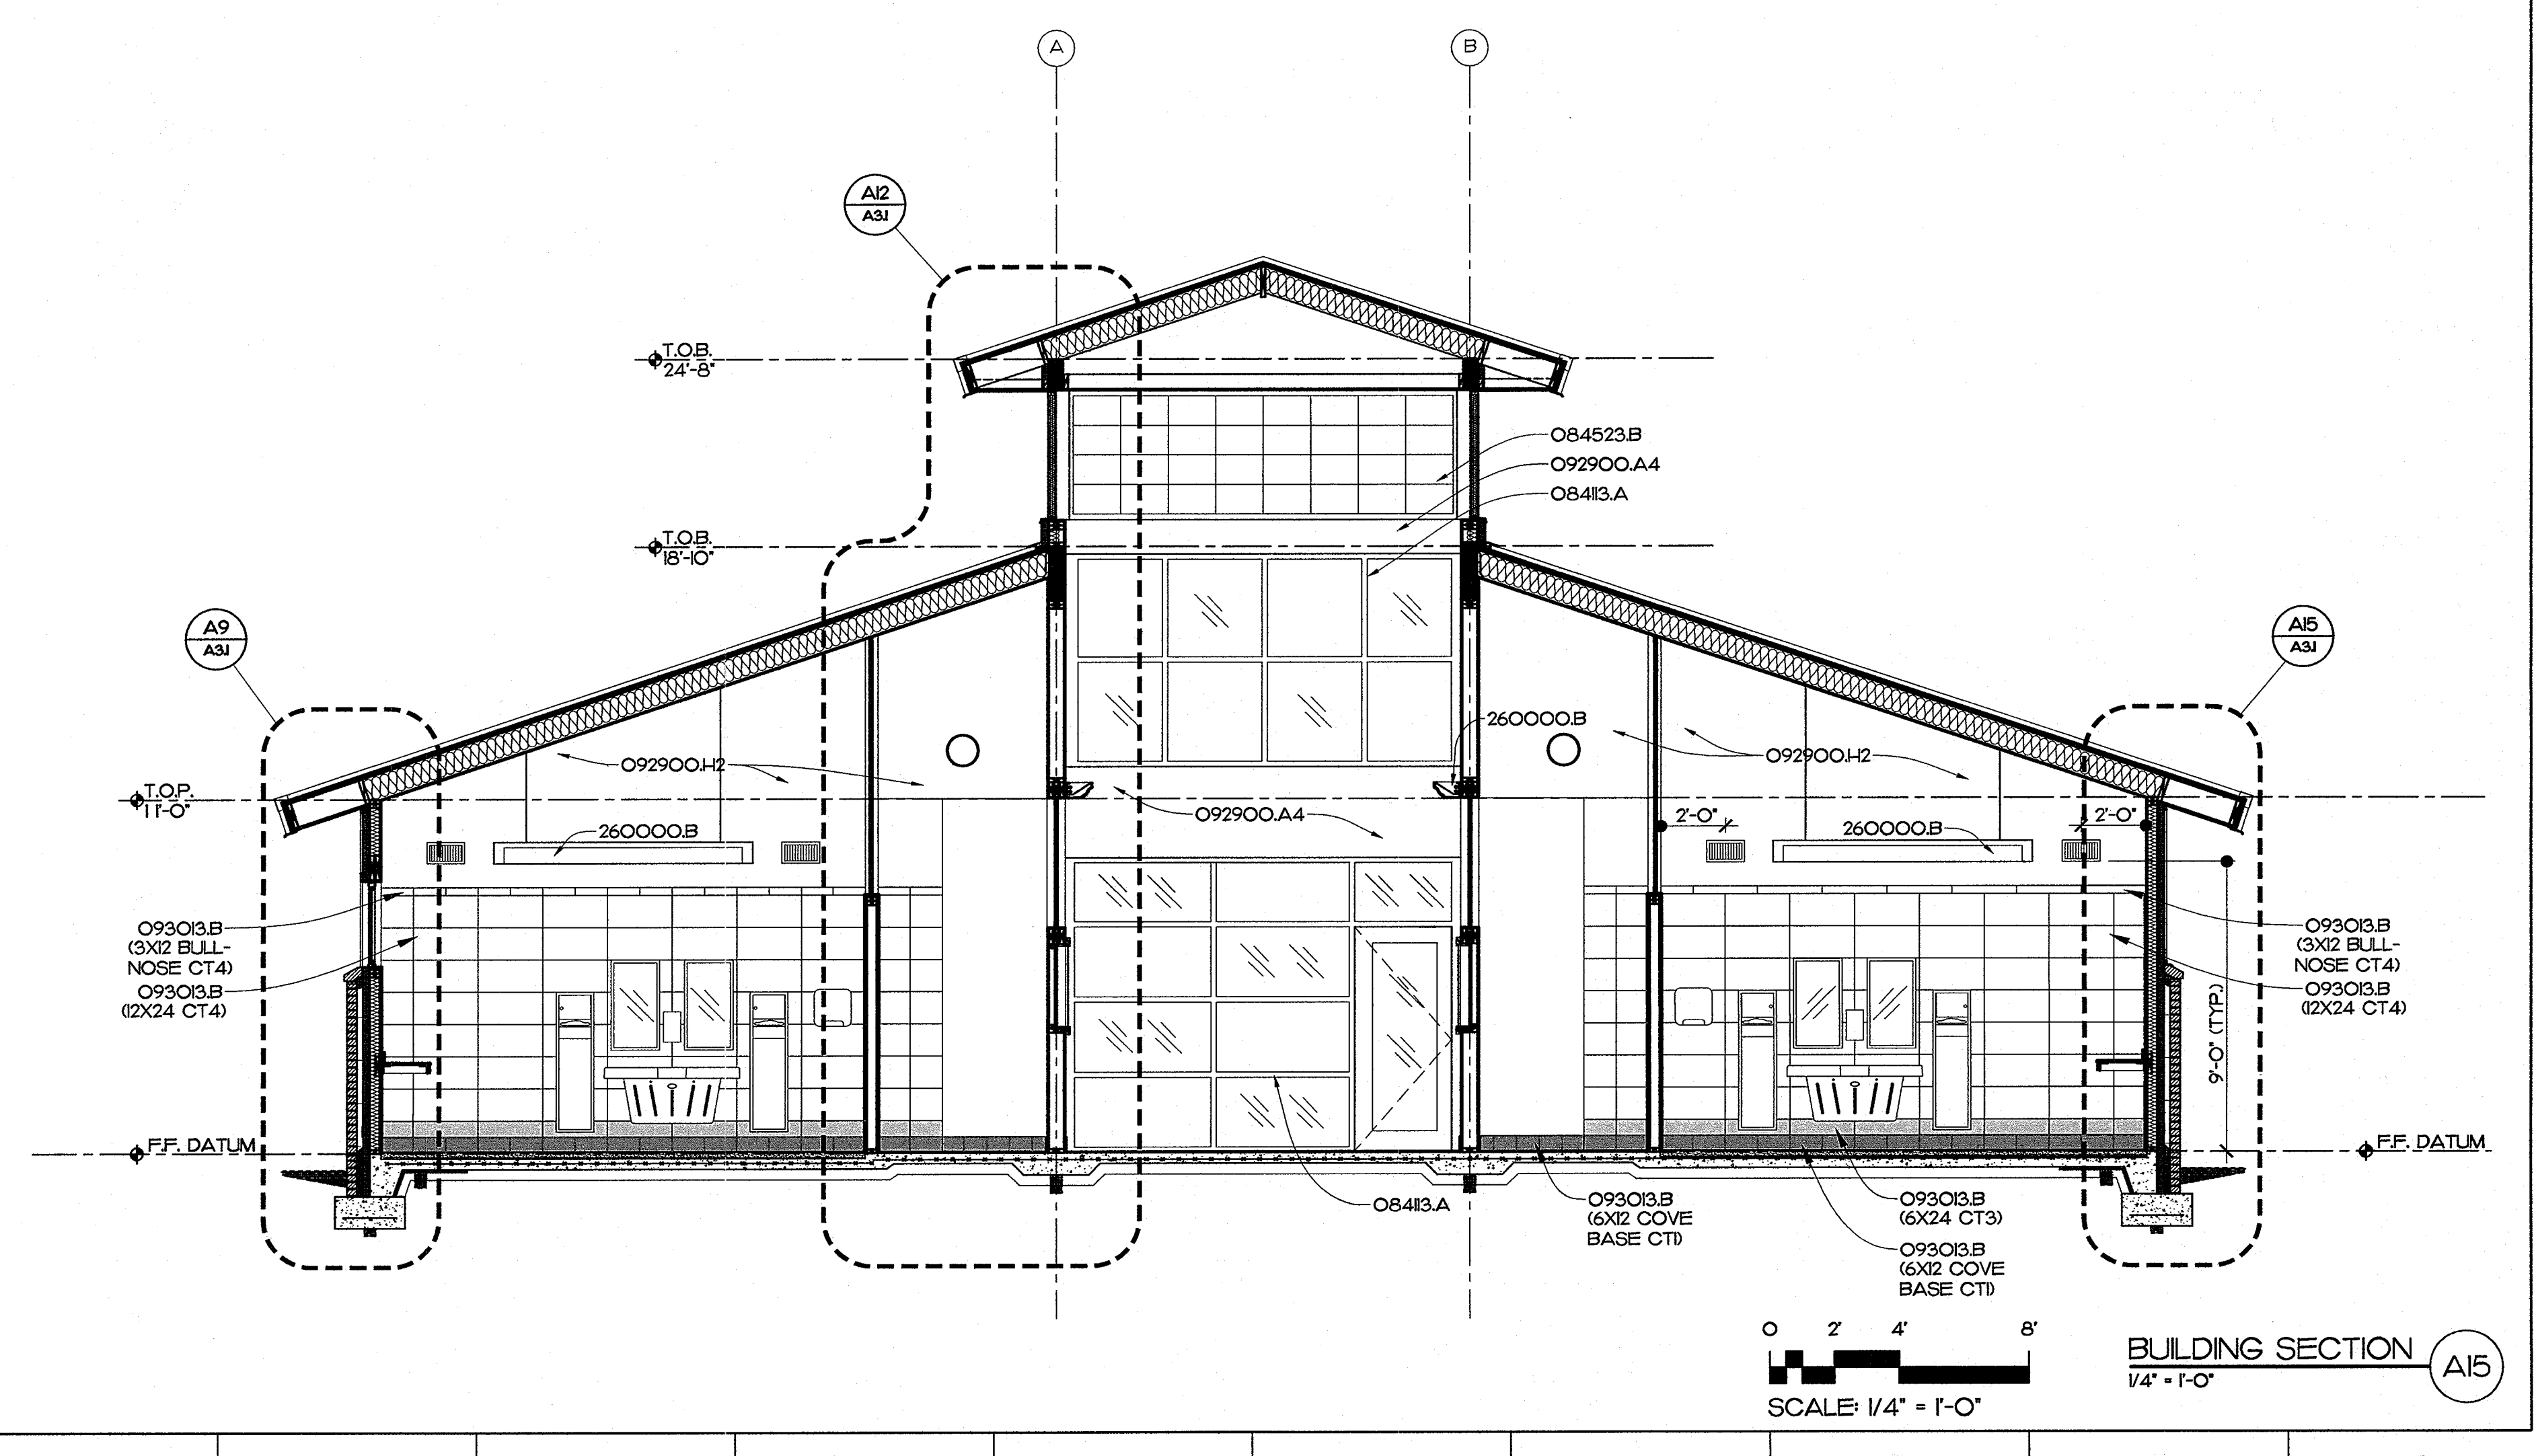 A
B
A12
A3.1
T.O.B.
24'-8"
084523.B
092900.A4
084113.A
T.O.B.
18'-10"
A9
A3.1
A15
A3.1
260000.B
092900.H2
092900.H2
T.O.P.
11'-0"
092900.A4
2'-0"
2'-0"
260000.B
260000.B
093013.B
(3X12 BULL-
NOSE CT4)
093013.B
(12X24 CT4)
093013.B
(3X12 BULL-
NOSE CT4)
093013.B
(12X24 CT4)
9'-0" (TYP.)
F.F. DATUM
F.F. DATUM
084113.A
093013.B
(6X12 COVE
BASE CT1)
093013.B
(6X24 CT3)
093013.B
(6X12 COVE
BASE CT1)
0 2' 4' 8'
SCALE: 1/4" = 1'-0"
BUILDING SECTION
1/4" = 1'-0"
A15